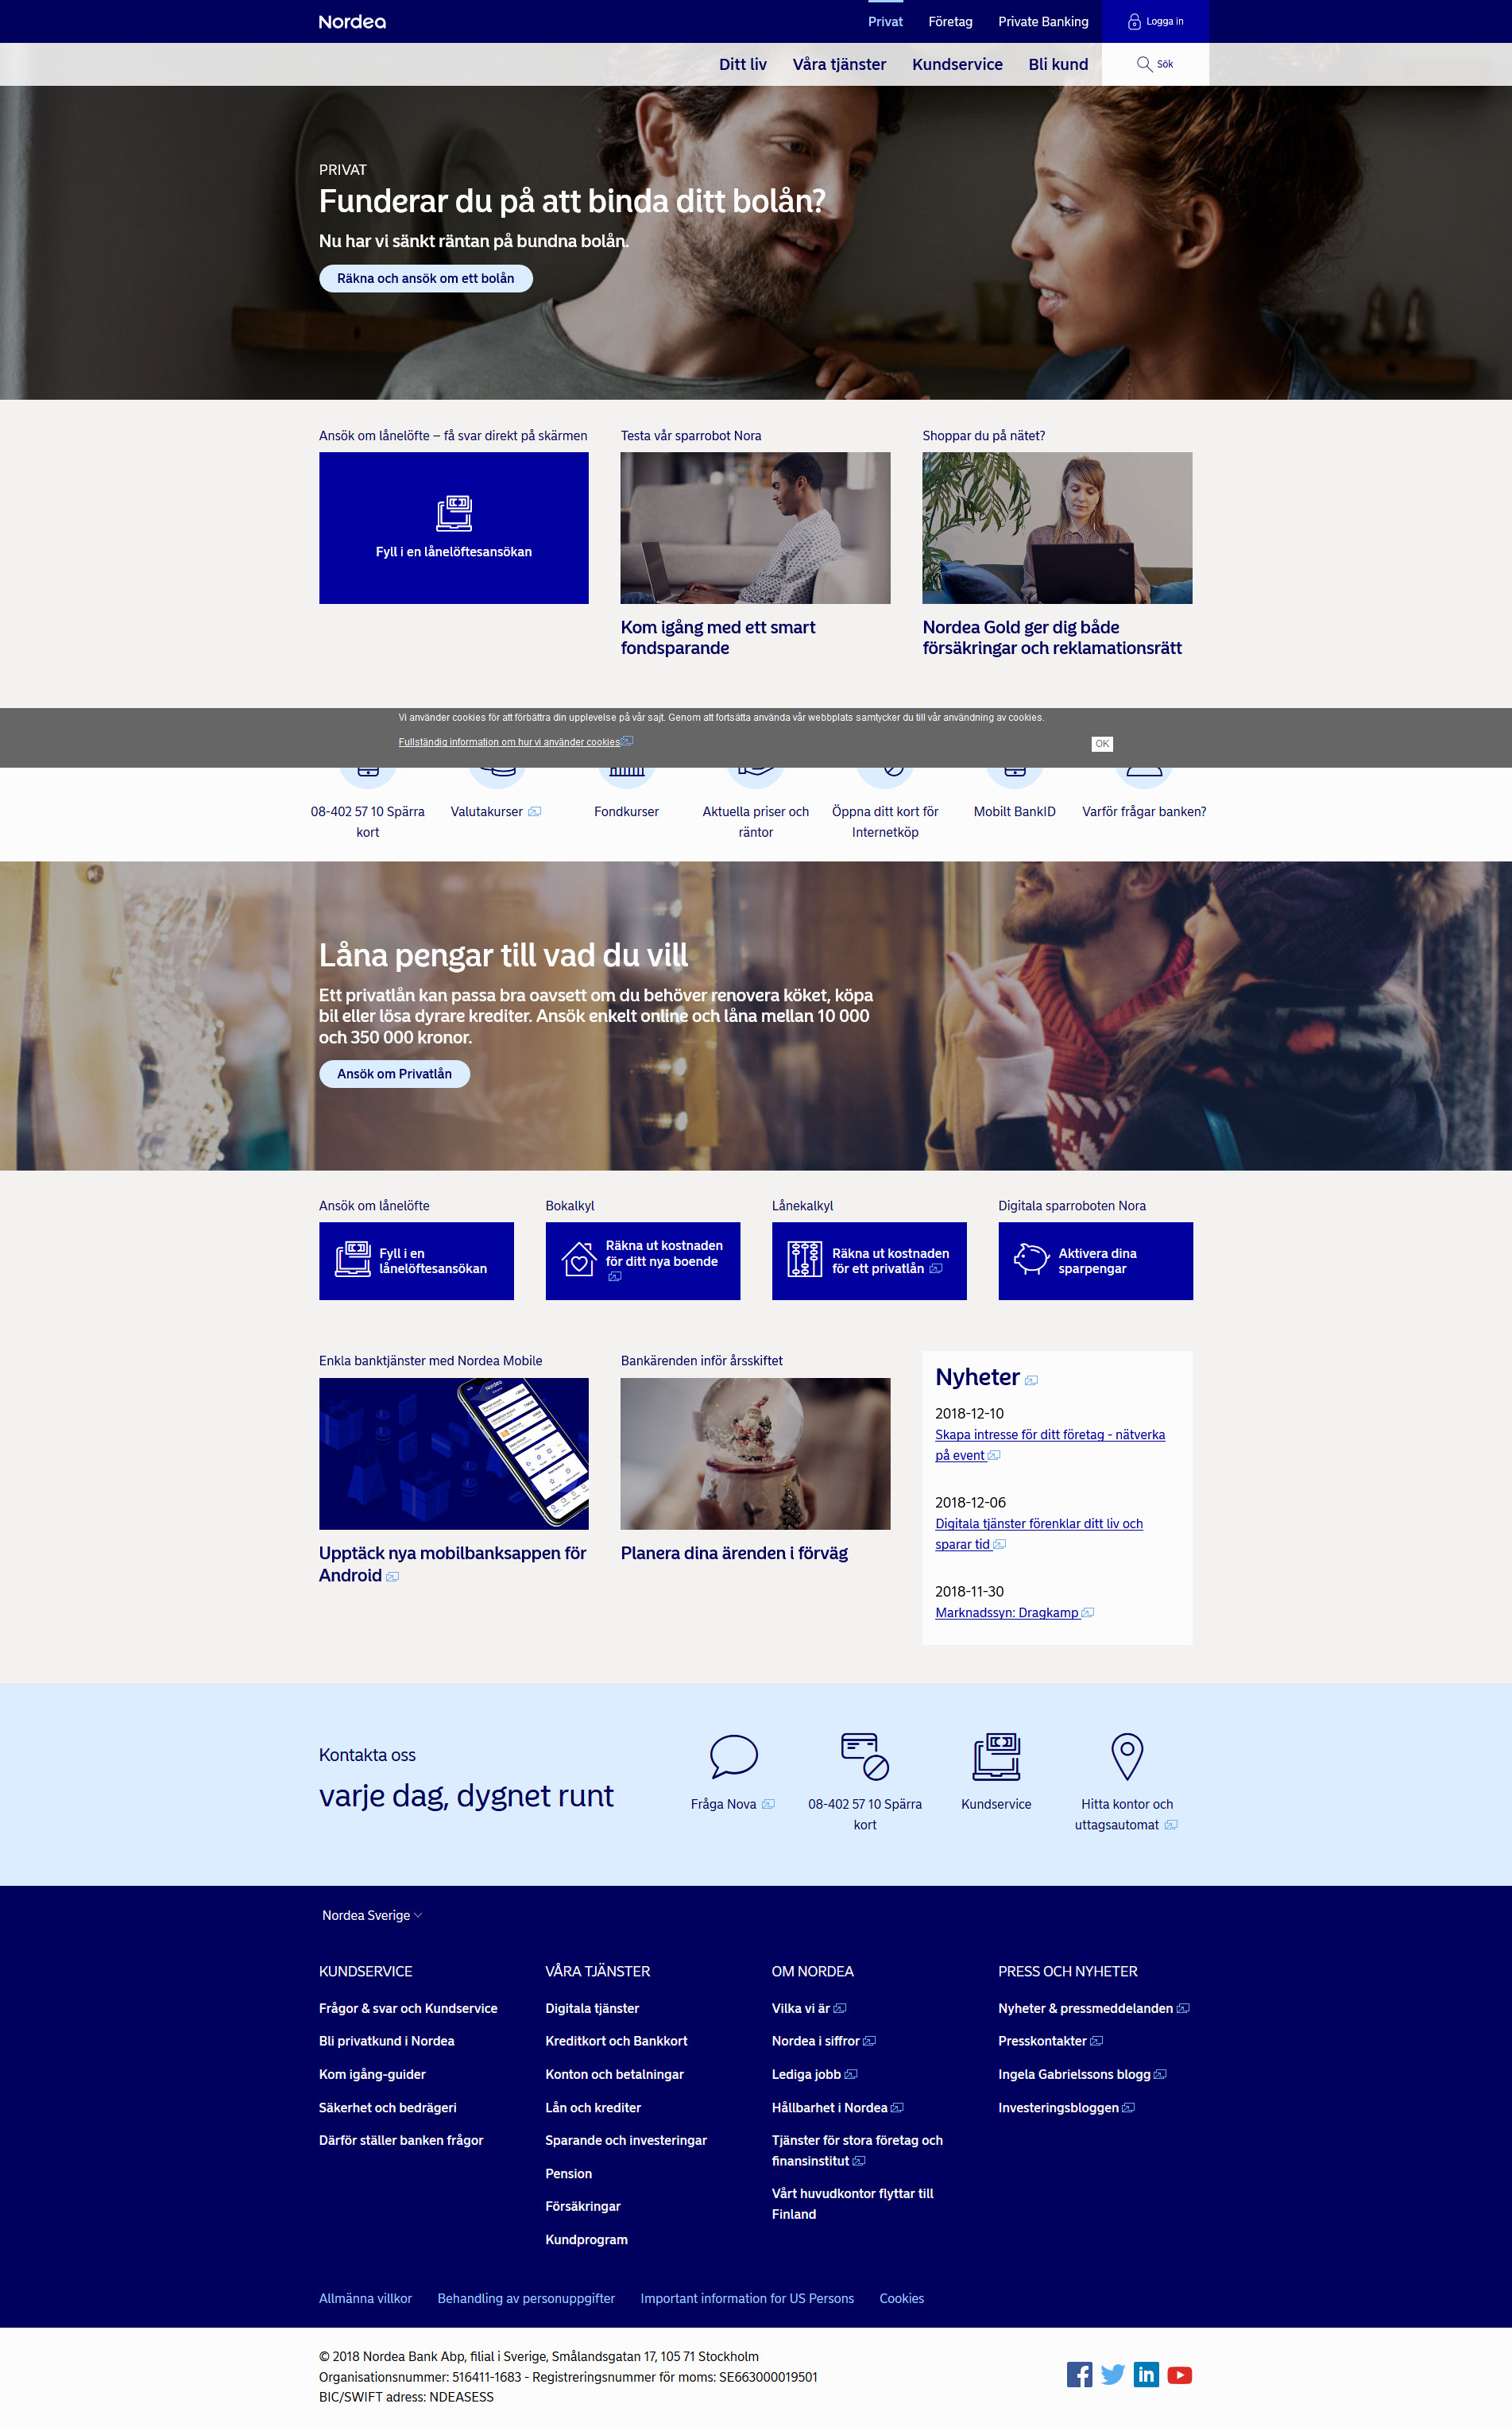 Nordea
Privat
Företag
Private Banking
Logga in
Ditt liv
Våra tjänster
Kundservice
Bli kund
Sök
PRIVAT
Funderar du på att binda ditt bolån?
Nu har vi sänkt räntan på bundna bolån.
Räkna och ansök om ett bolån
Ansök om lånelöfte – få svar direkt på skärmen
Fyll i en lånelöftesansökan
Testa vår sparrobot Nora
Kom igång med ett smart
fondsparande
Shoppar du på nätet?
Nordea Gold ger dig både
försäkringar och reklamationsrätt
Vi använder cookies för att förbättra din upplevelse på vår sajt. Genom att fortsätta använda vår webbplats samtycker du till vår användning av cookies.
Fullständig information om hur vi använder cookies
OK
08-402 57 10 Spärra
kort
Valutakurser
Fondkurser
Aktuella priser och
räntor
Öppna ditt kort för
Internetköp
Mobilt BankID
Varför frågar banken?
Låna pengar till vad du vill
Ett privatlån kan passa bra oavsett om du behöver renovera köket, köpa
bil eller lösa dyrare krediter. Ansök enkelt online och låna mellan 10 000
och 350 000 kronor.
Ansök om Privatlån
Ansök om lånelöfte
Fyll i en
lånelöftesansökan
Bokalkyl
Räkna ut kostnaden
för ditt nya boende
Lånekalkyl
Räkna ut kostnaden
för ett privatlån
Digitala sparroboten Nora
Aktivera dina
sparpengar
Enkla banktjänster med Nordea Mobile
Upptäck nya mobilbanksappen för
Android
Bankärenden inför årsskiftet
Planera dina ärenden i förväg
Nyheter
2018-12-10
Skapa intresse för ditt företag - nätverka
på event
2018-12-06
Digitala tjänster förenklar ditt liv och
sparar tid
2018-11-30
Marknadssyn: Dragkamp
Kontakta oss
varje dag, dygnet runt
Fråga Nova
08-402 57 10 Spärra
kort
Kundservice
Hitta kontor och
uttagsautomat
Nordea Sverige
KUNDSERVICE
Frågor & svar och Kundservice
Bli privatkund i Nordea
Kom igång-guider
Säkerhet och bedrägeri
Därför ställer banken frågor
VÅRA TJÄNSTER
Digitala tjänster
Kreditkort och Bankkort
Konton och betalningar
Lån och krediter
Sparande och investeringar
Pension
Försäkringar
Kundprogram
OM NORDEA
Vilka vi är
Nordea i siffror
Lediga jobb
Hållbarhet i Nordea
Tjänster för stora företag och
finansinstitut
Vårt huvudkontor flyttar till
Finland
PRESS OCH NYHETER
Nyheter & pressmeddelanden
Presskontakter
Ingela Gabrielssons blogg
Investeringsbloggen
Allmänna villkor
Behandling av personuppgifter
Important information for US Persons
Cookies
© 2018 Nordea Bank Abp, filial i Sverige, Smålandsgatan 17, 105 71 Stockholm
Organisationsnummer: 516411-1683 - Registreringsnummer för moms: SE663000019501
BIC/SWIFT adress: NDEASESS